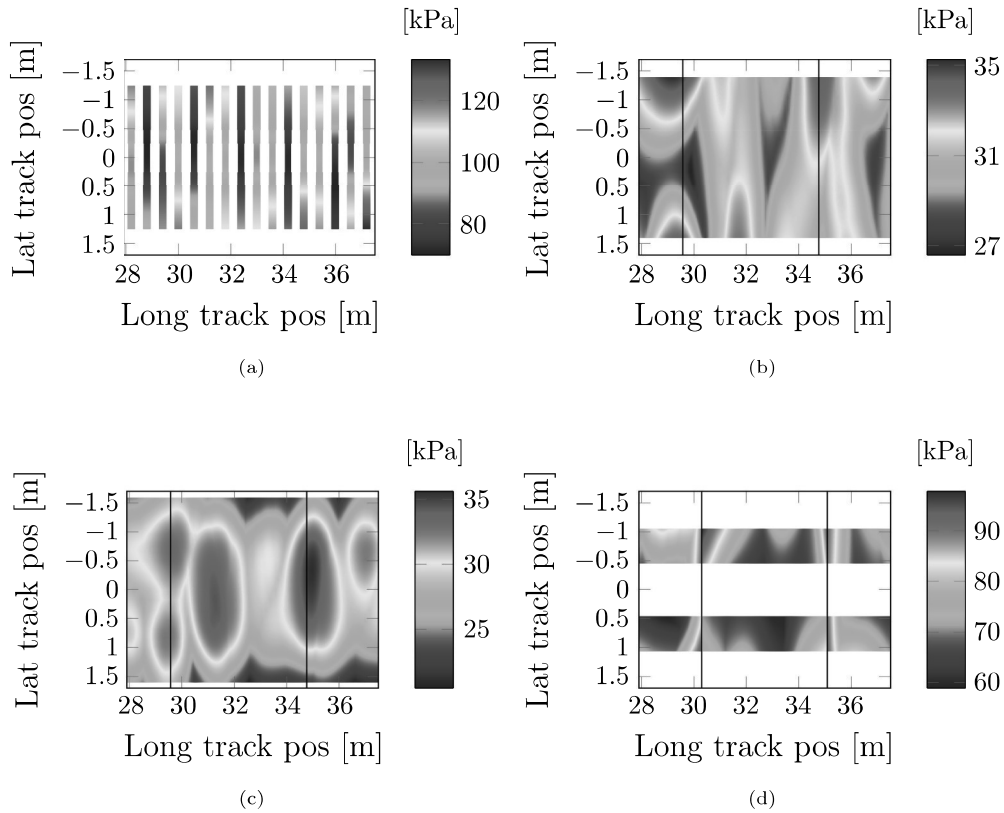 [kPa]
Lat track pos [m]
−1.5
−1
−0.5
0
0.5
1
1.5
28 30 32 34 36
Long track pos [m]
120
100
80
(a)
[kPa]
Lat track pos [m]
−1.5
−1
−0.5
0
0.5
1
1.5
28 30 32 34 36
Long track pos [m]
35
31
27
(b)
[kPa]
Lat track pos [m]
−1.5
−1
−0.5
0
0.5
1
1.5
28 30 32 34 36
Long track pos [m]
35
30
25
(c)
[kPa]
Lat track pos [m]
−1.5
−1
−0.5
0
0.5
1
1.5
28 30 32 34 36
Long track pos [m]
90
80
70
60
(d)